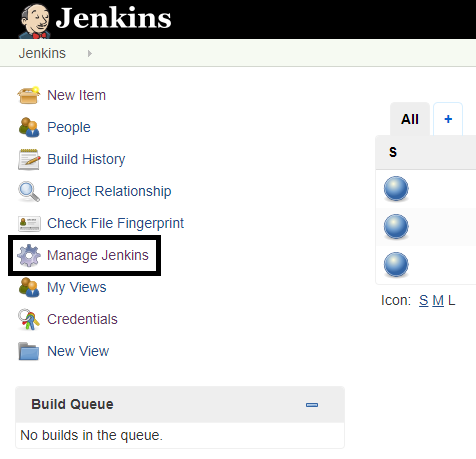 Jenkins
Jenkins
New Item
People
Build History
Project Relationship
Check File Fingerprint
Manage Jenkins
My Views
Credentials
New View
Build Queue
No builds in the queue.
All +
S
Icon: S M L